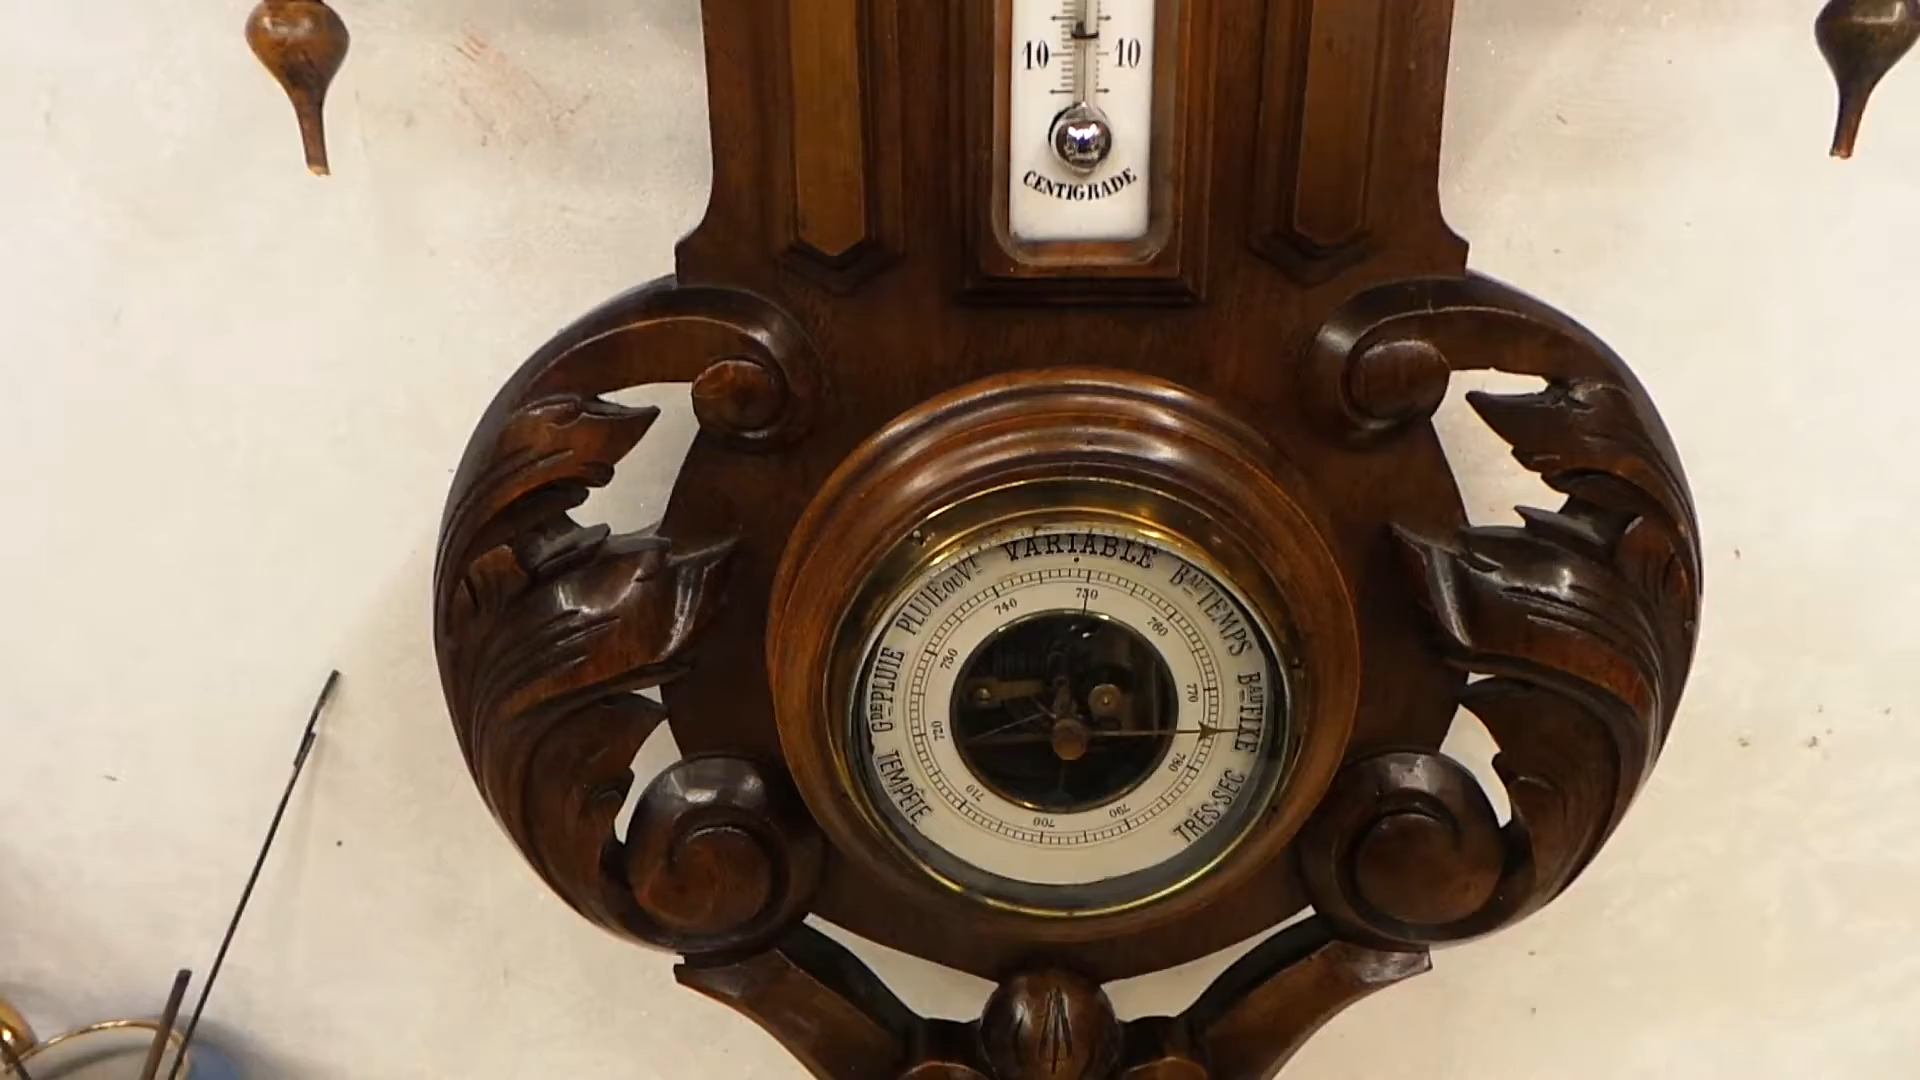 10 10
CENTIGRADE
TEMPÊTE GDE PLUIE PLUIE OU VT VARIABLE BAU TEMPS BAU FIXE TRÈS-SEC
700 710 720 730 740 750 760 770 780 790